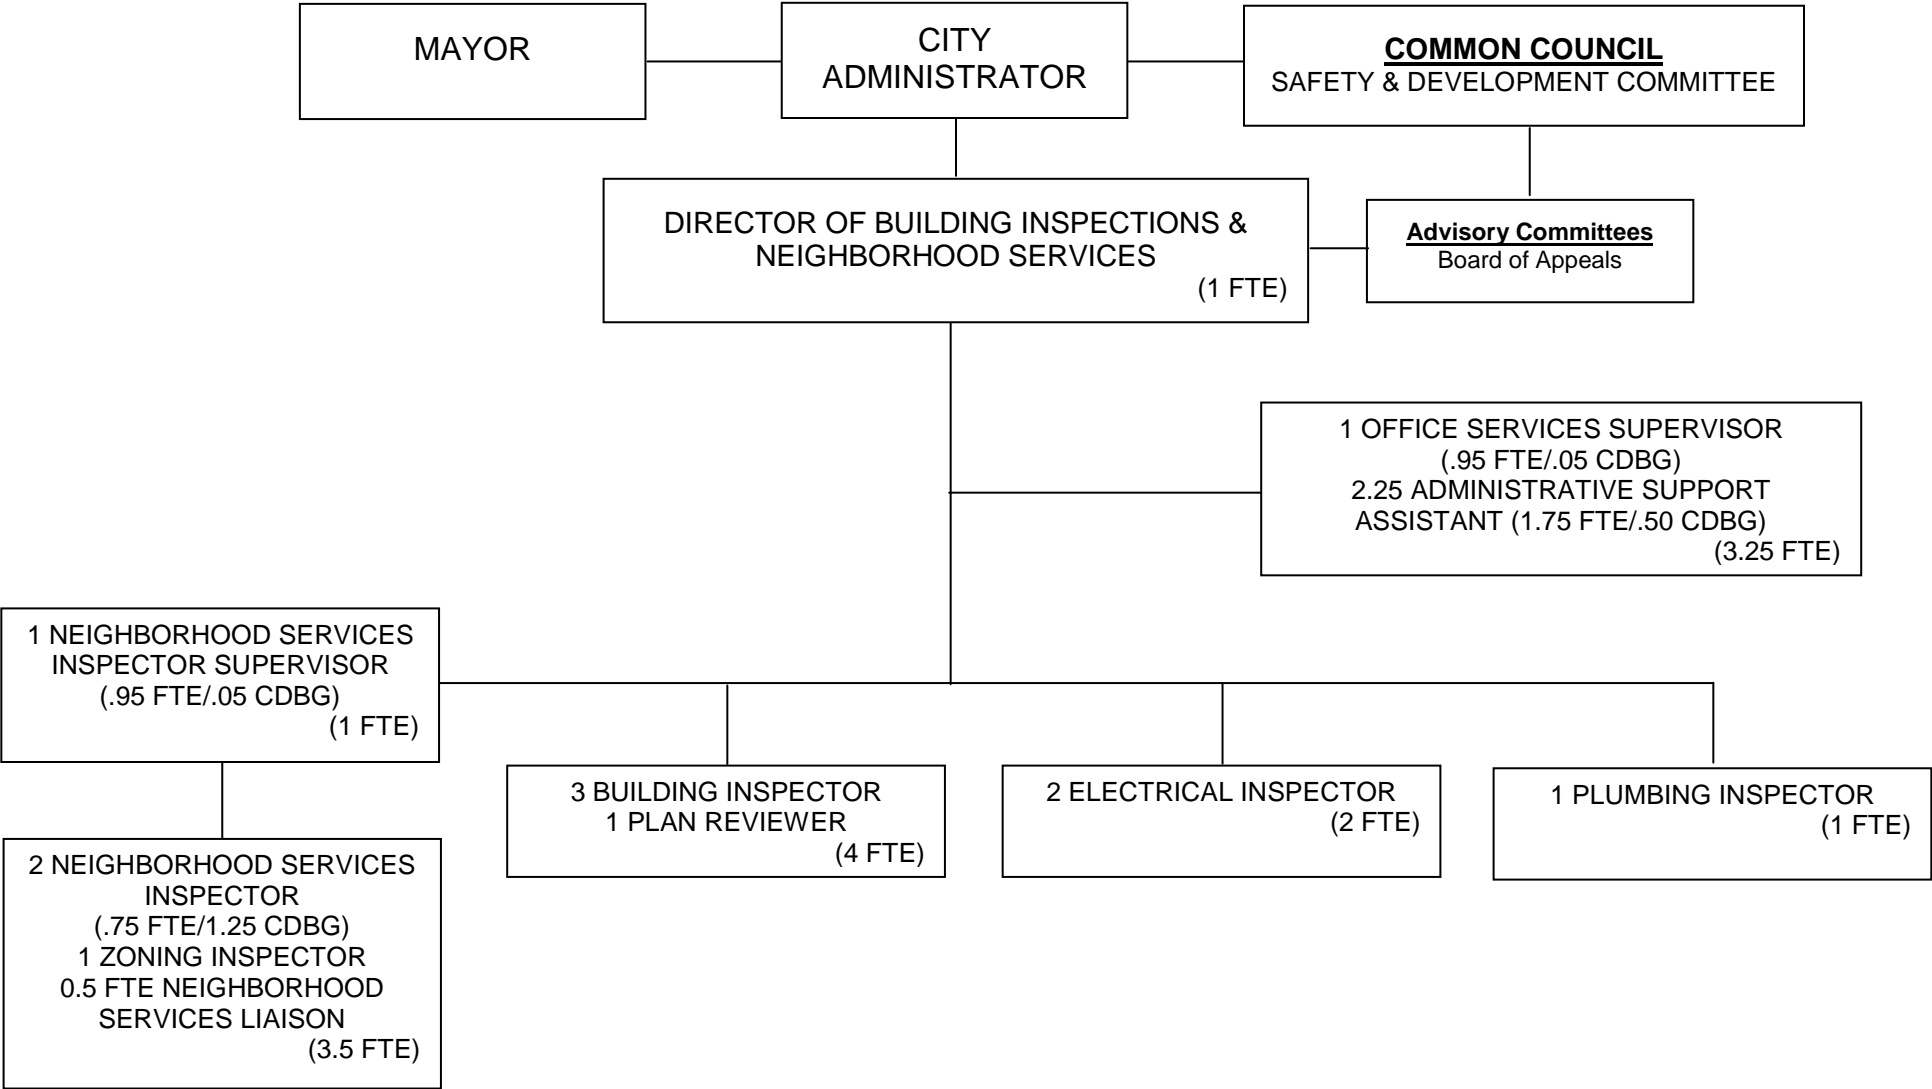 MAYOR
CITY
ADMINISTRATOR
COMMON COUNCIL
SAFETY & DEVELOPMENT COMMITTEE
DIRECTOR OF BUILDING INSPECTIONS &
NEIGHBORHOOD SERVICES
(1 FTE)
Advisory Committees
Board of Appeals
1 OFFICE SERVICES SUPERVISOR
(.95 FTE/.05 CDBG)
2.25 ADMINISTRATIVE SUPPORT
ASSISTANT (1.75 FTE/.50 CDBG)
(3.25 FTE)
1 NEIGHBORHOOD SERVICES
INSPECTOR SUPERVISOR
(.95 FTE/.05 CDBG)
(1 FTE)
3 BUILDING INSPECTOR
1 PLAN REVIEWER
(4 FTE)
2 ELECTRICAL INSPECTOR
(2 FTE)
1 PLUMBING INSPECTOR
(1 FTE)
2 NEIGHBORHOOD SERVICES
INSPECTOR
(.75 FTE/1.25 CDBG)
1 ZONING INSPECTOR
0.5 FTE NEIGHBORHOOD
SERVICES LIAISON
(3.5 FTE)